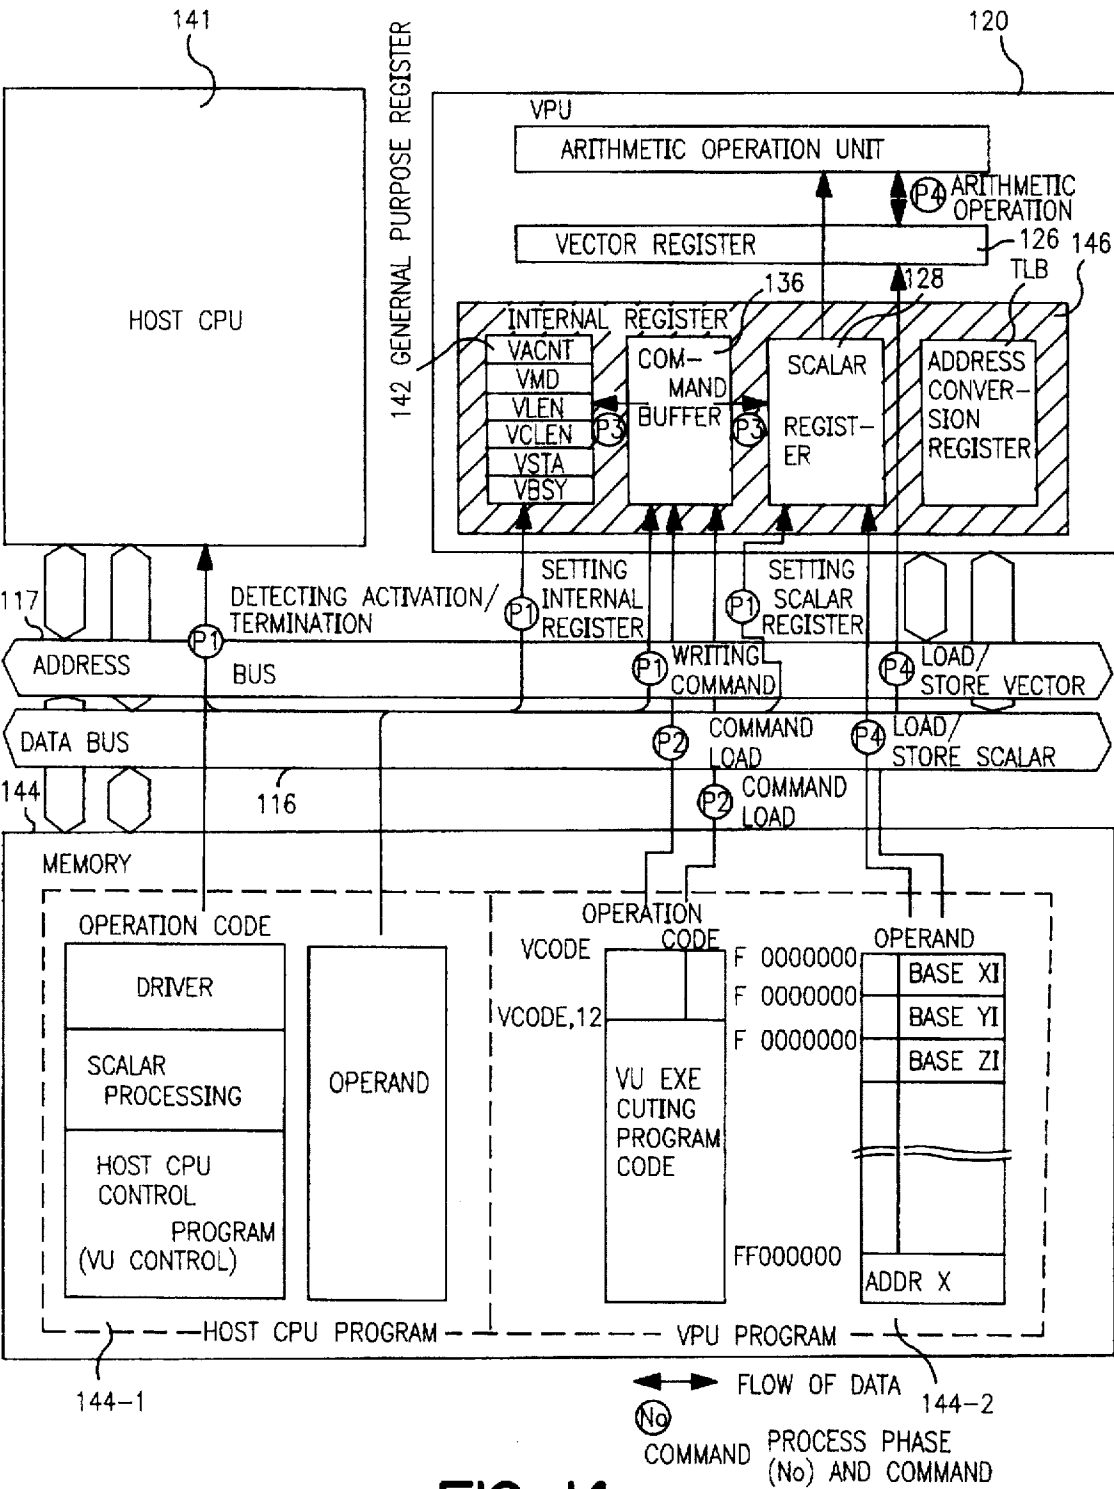 141
120
142 GENERNAL PURPOSE REGISTER
VPU
ARITHMETIC OPERATION UNIT
P4 ARITHMETIC
OPERATION
VECTOR REGISTER
126
146
TLB
136
128
HOST CPU
INTERNAL REGISTER
VACNT
VMD
VLEN
VCLEN
VSTA
VBSY
COM-
MAND
BUFFER
P3
P3
SCALAR
REGIST-
ER
ADDRESS
CONVER-
SION
REGISTER
117
P1
DETECTING ACTIVATION/
TERMINATION
P1
SETTING
INTERNAL
REGISTER
P1
SETTING
SCALAR
REGISTER
ADDRESS
BUS
P1 WRITING
COMMAND
P4 LOAD/
STORE VECTOR
DATA BUS
P2 COMMAND
LOAD
P4 LOAD/
STORE SCALAR
144
116
P2 COMMAND
LOAD
MEMORY
OPERATION CODE
DRIVER
SCALAR
PROCESSING
HOST CPU
CONTROL
PROGRAM
(VU CONTROL)
OPERAND
OPERATION
CODE
VCODE
VCODE,12
VU EXE
CUTING
PROGRAM
CODE
F 0000000
F 0000000
F 0000000
FF000000
OPERAND
BASE XI
BASE YI
BASE ZI
ADDR X
HOST CPU PROGRAM
VPU PROGRAM
144-1
144-2
FLOW OF DATA
No
COMMAND
PROCESS PHASE
(No) AND COMMAND